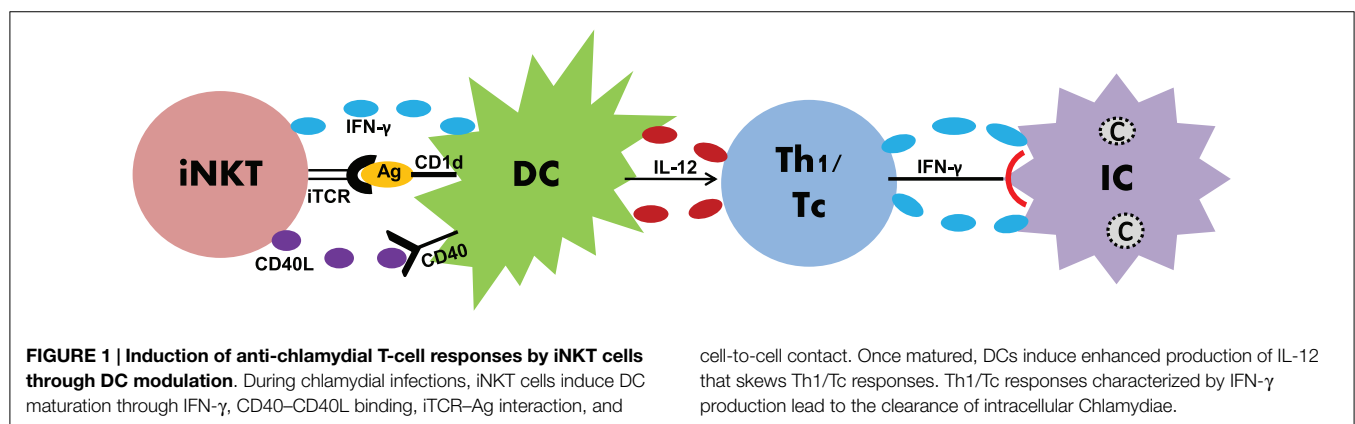 iNKT
IFN-γ
iTCR
Ag
CD1d
CD40L
CD40
DC
IL-12
Th1/
Tc
IFN-γ
C
IC
C
FIGURE 1 | Induction of anti-chlamydial T-cell responses by iNKT cells
through DC modulation. During chlamydial infections, iNKT cells induce DC
maturation through IFN-γ, CD40–CD40L binding, iTCR–Ag interaction, and
cell-to-cell contact. Once matured, DCs induce enhanced production of IL-12
that skews Th1/Tc responses. Th1/Tc responses characterized by IFN-γ
production lead to the clearance of intracellular Chlamydiae.